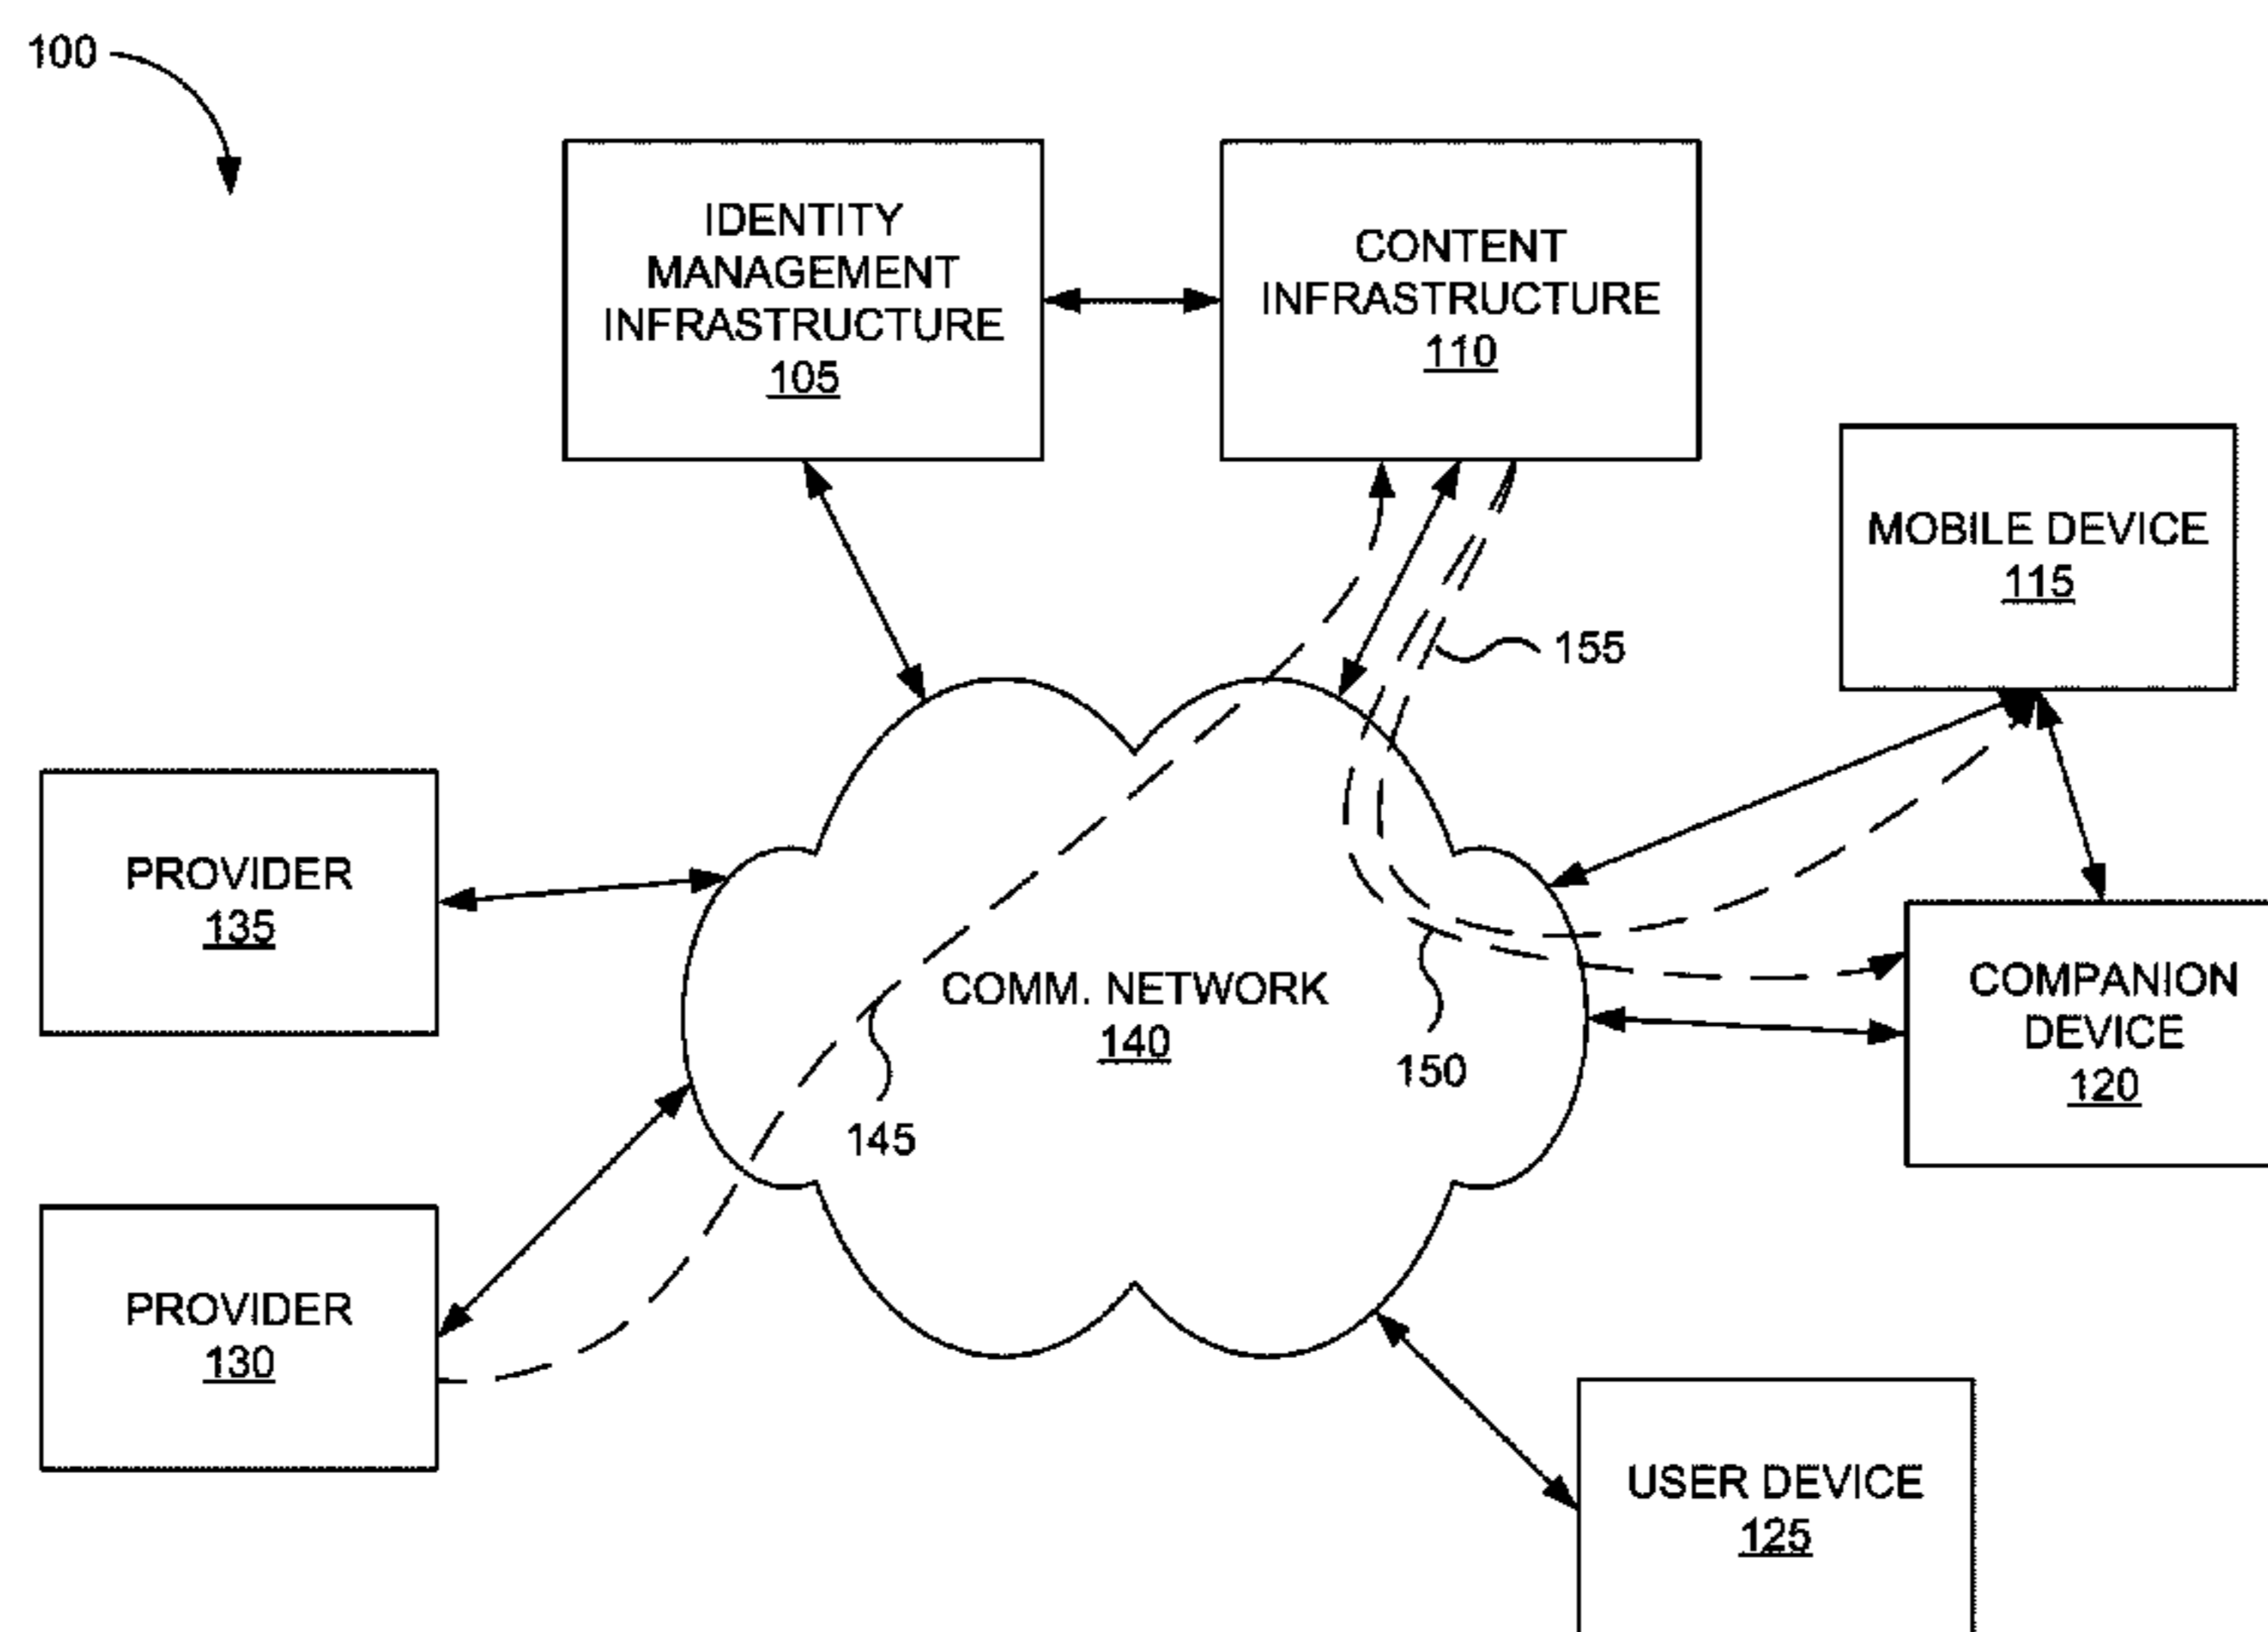 100
IDENTITY
MANAGEMENT
INFRASTRUCTURE
105
CONTENT
INFRASTRUCTURE
110
MOBILE DEVICE
115
155
PROVIDER
135
COMM. NETWORK
140
150
145
COMPANION
DEVICE
120
PROVIDER
130
USER DEVICE
125